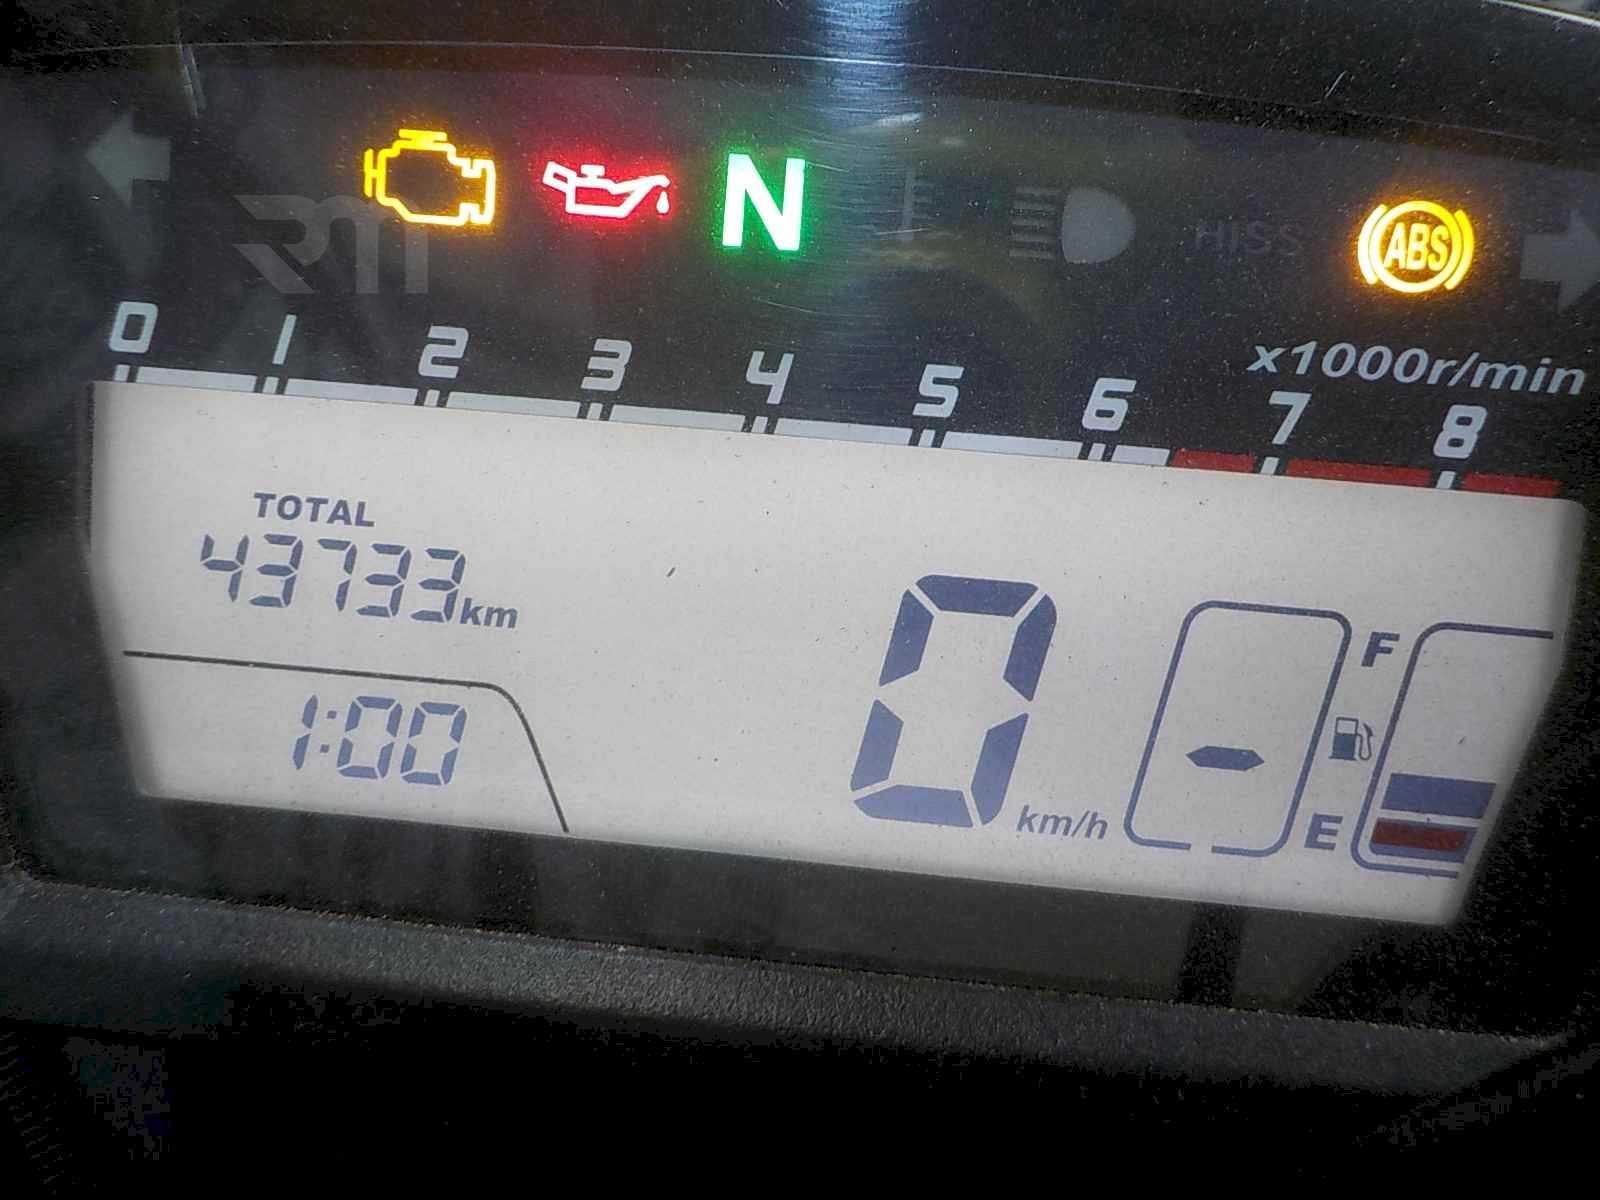 RM
N
HISS
ABS
x1000r/min
0 1 2 3 4 5 6 7 8
TOTAL
43733km
1:00
0 km/h
-
F
E